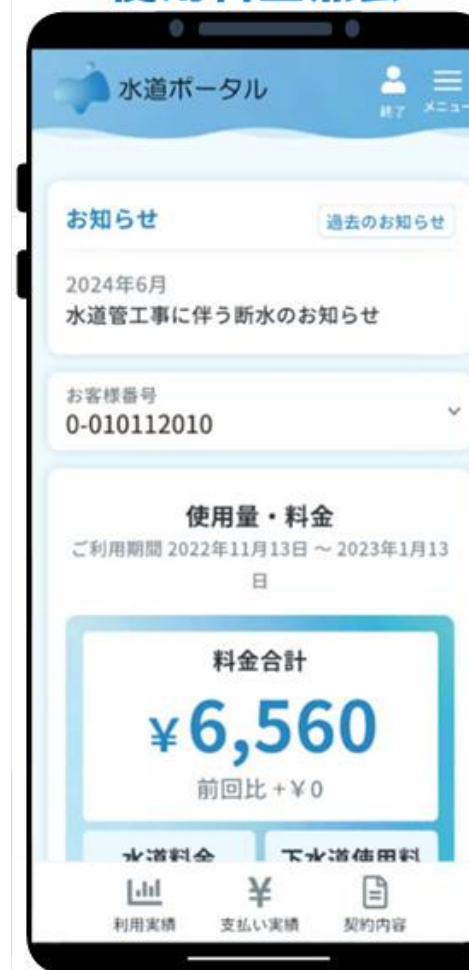 水道ポータル
終了
メニュー
お知らせ
過去のお知らせ
2024年6月
水道管工事に伴う断水のお知らせ
お客様番号
0-010112010
使用量・料金
ご利用期間 2022年11月13日 ～ 2023年1月13
日
料金合計
¥6,560
前回比 +¥0
水道料金
下水道使用料
利用実績
支払い実績
契約内容